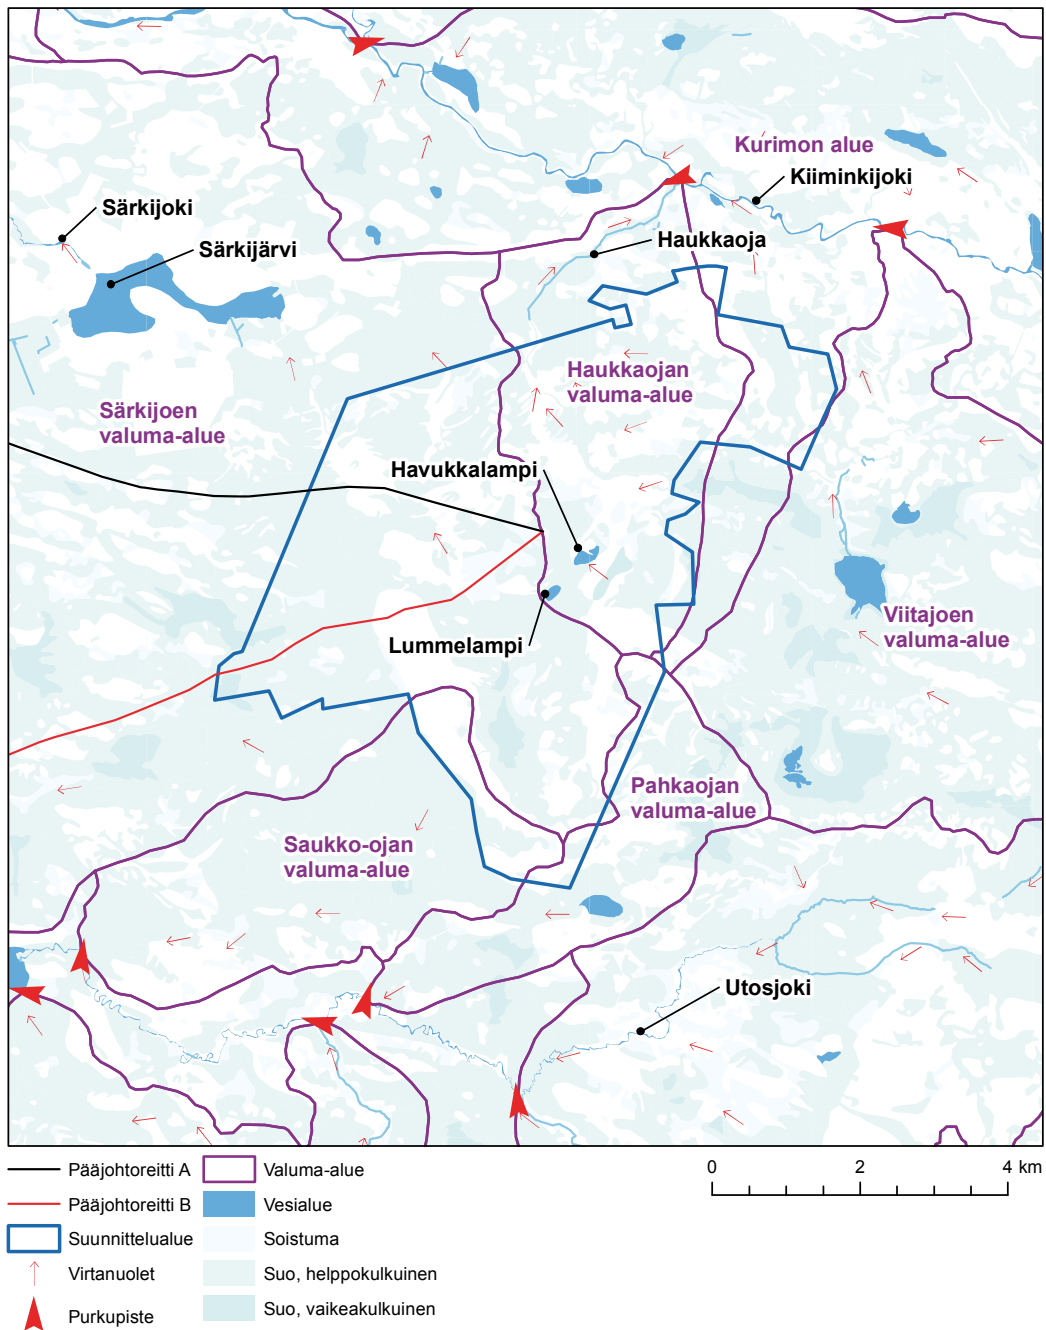 Kurimon alue
Kiiminkijoki
Särkijoki
Haukkaoja
Särkijärvi
Haukkaojan
valuma-alue
Särkijoen
valuma-alue
Havukkalampi
Viitajoen
valuma-alue
Lummelampi
Pahkaojan
valuma-alue
Saukko-ojan
valuma-alue
Utosjoki
Pääjohtoreitti A
Pääjohtoreitti B
Suunnittelualue
Virtanuolet
Purkupiste
Valuma-alue
Vesialue
Soistuma
Suo, helppokulkuinen
Suo, vaikeakulkuinen
0 2 4 km